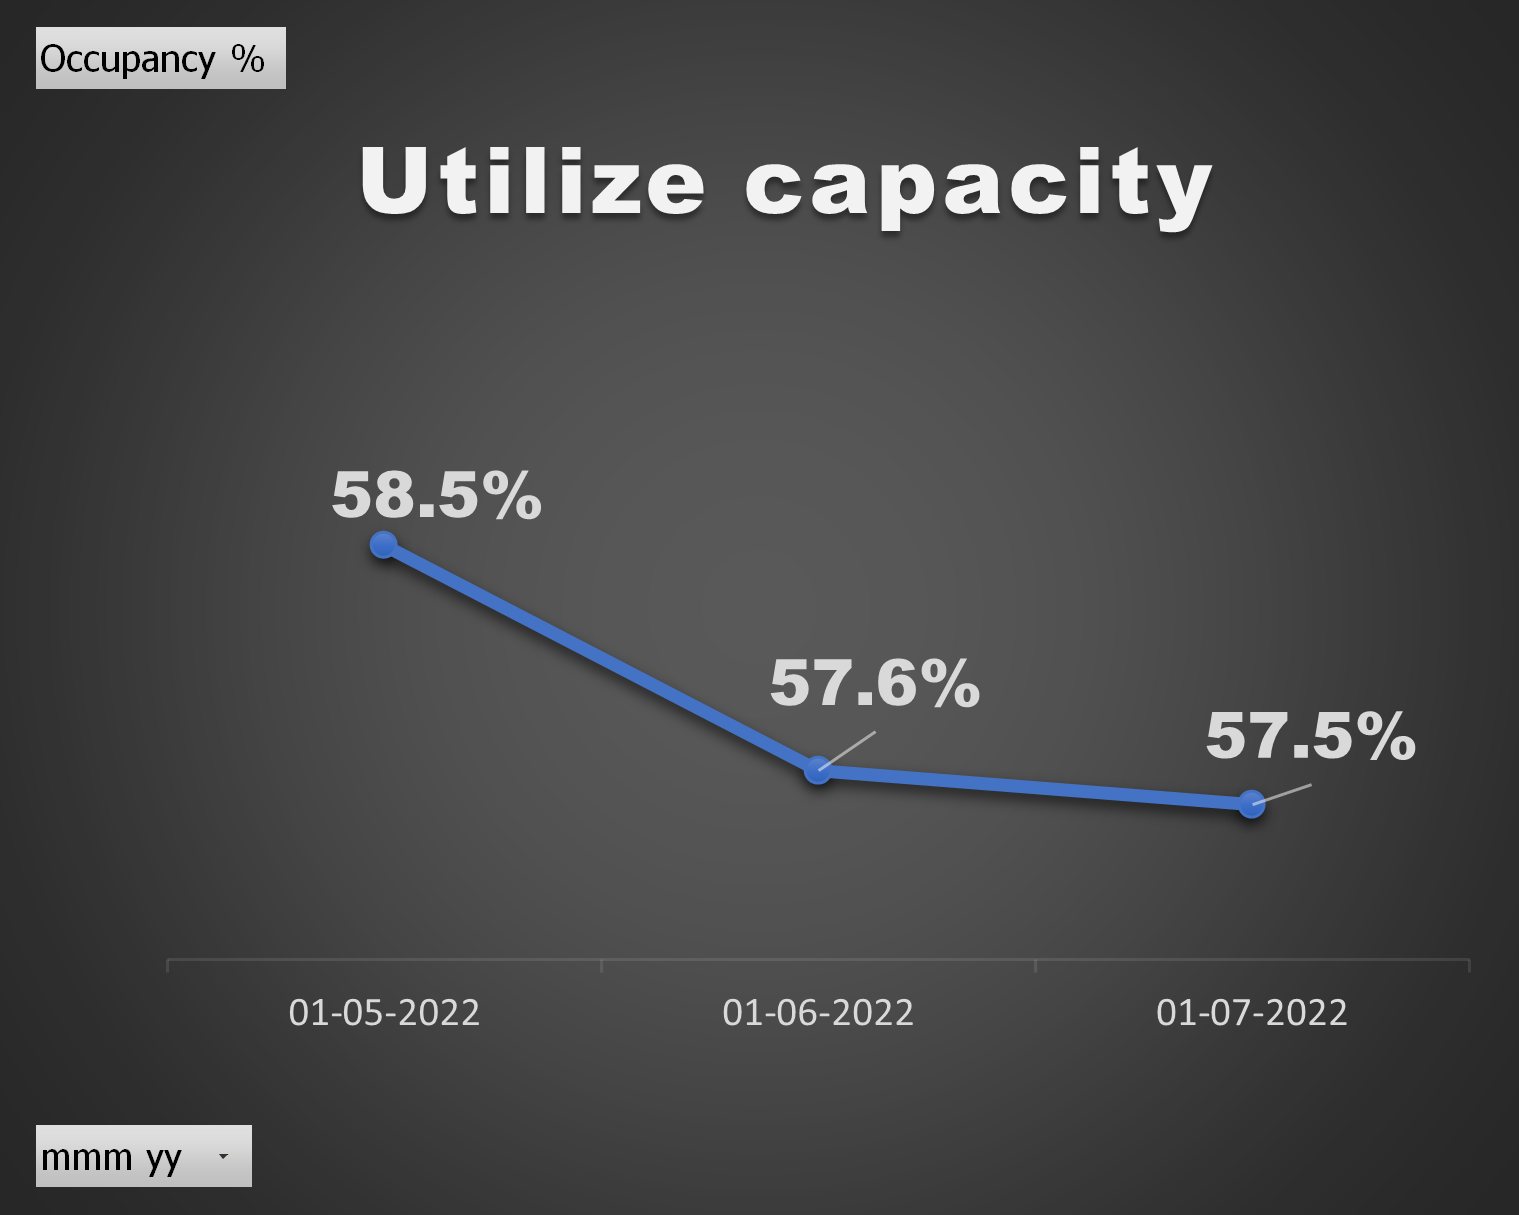 Occupancy %
Utilize capacity
58.5%
57.6%
57.5%
01-05-2022 01-06-2022 01-07-2022
mmm yy